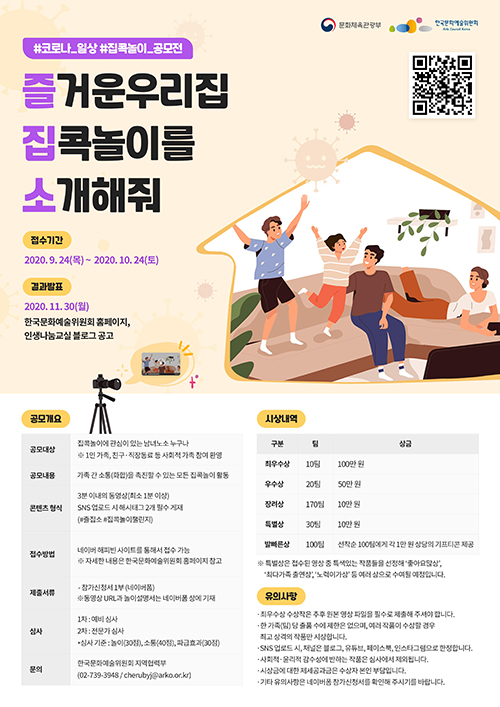 문화체육관광부
한국문화예술위원회
Arts Council Korea
#코로나_일상 #집콕놀이_공모전
즐거운우리집
집콕놀이를
소개해줘
접수기간
2020. 9. 24(목) ~ 2020. 10. 24(토)
결과발표
2020. 11. 30(월)
한국문화예술위원회 홈페이지,
인생나눔교실 블로그 공고
공모개요
공모대상
집콕놀이에 관심이 있는 남녀노소 누구나
※ 1인 가족, 친구·직장동료 등 사회적 가족 참여 환영
공모내용
가족 간 소통(화합)을 촉진할 수 있는 모든 집콕놀이 활동
콘텐츠 형식
3분 이내의 동영상(최소 1분 이상)
SNS 업로드 시 해시태그 2개 필수 게재
(#즐집소 #집콕놀이챌린지)
접수방법
네이버 해피빈 사이트를 통해서 접수 가능
※ 자세한 내용은 한국문화예술위원회 홈페이지 참고
제출서류
- 참가신청서 1부 (네이버폼)
※동영상 URL과 놀이설명서는 네이버폼 상에 기재
심사
1차 : 예비 심사
2차 : 전문가 심사
*심사 기준 : 놀이(30점), 소통(40점), 파급효과(30점)
문의
한국문화예술위원회 지역협력부
(02-739-3948 / cherubyj@arko.or.kr)
시상내역
구분 팀 상금
최우수상 10팀 100만 원
우수상 20팀 50만 원
장려상 170팀 10만 원
특별상 30팀 10만 원
발빠른상 100팀 선착순 100팀에게 각 1만 원 상당의 기프티콘 제공
※ 특별상은 접수된 영상 중 특색있는 작품들을 선정해 '좋아요많상',
'최다가족 출연상', '노력이가상' 등 여러 상으로 수여될 예정입니다.
유의사항
· 최우수상 수상작은 추후 원본 영상 파일을 필수로 제출해 주셔야 합니다.
· 한 가족(팀) 당 출품 수에 제한은 없으며, 여러 작품이 수상할 경우
최고 상격의 작품만 시상합니다.
· SNS 업로드 시, 채널은 블로그, 유튜브, 페이스북, 인스타그램으로 한정합니다.
· 사회적·윤리적 감수성에 반하는 작품은 심사에서 제외됩니다.
· 시상금에 대한 제세공과금은 수상자 본인 부담입니다.
· 기타 유의사항은 네이버폼 참가신청서를 확인해 주시기를 바랍니다.